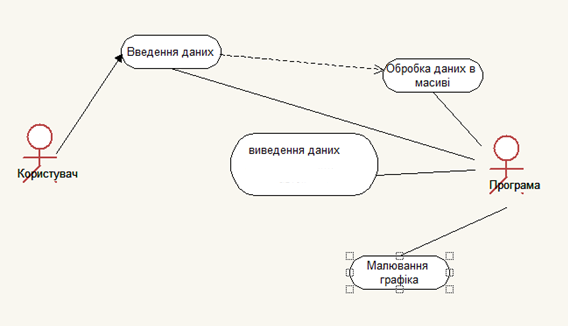 Введення даних
Обробка даних в
масиві
виведення даних
Користувач
Програма
Малювання
графіка